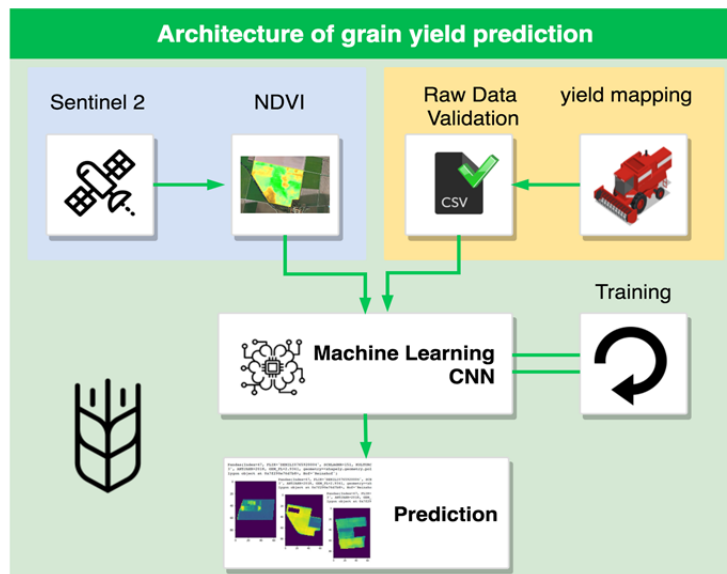 Architecture of grain yield prediction
Sentinel 2
NDVI
Raw Data
Validation
yield mapping
CSV
Training
Machine Learning
CNN
Prediction